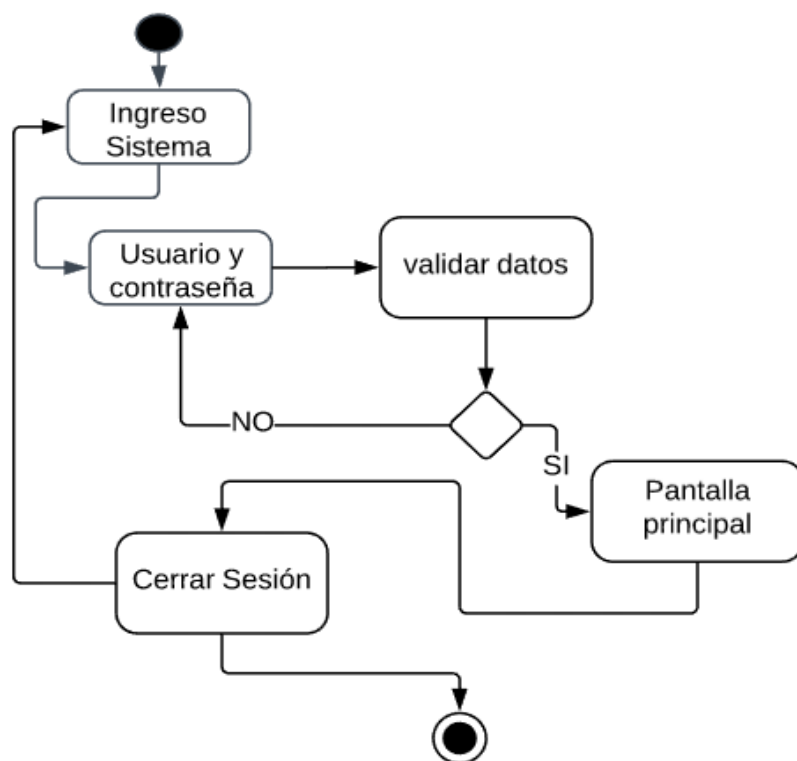 Ingreso
Sistema
Usuario y
contraseña
validar datos
NO
SI
Pantalla
principal
Cerrar Sesión